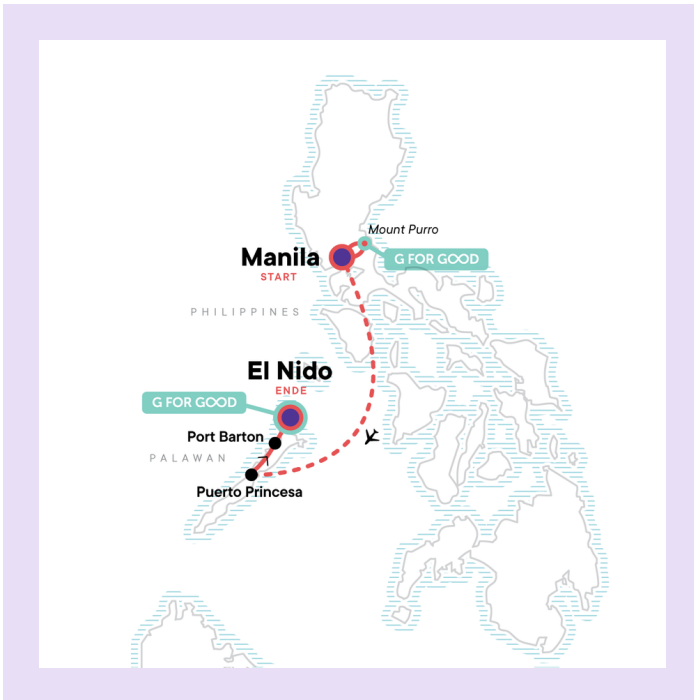 Mount Purro
Manila
START
G FOR GOOD
PHILIPPINES
El Nido
ENDE
G FOR GOOD
Port Barton
PALAWAN
Puerto Princesa